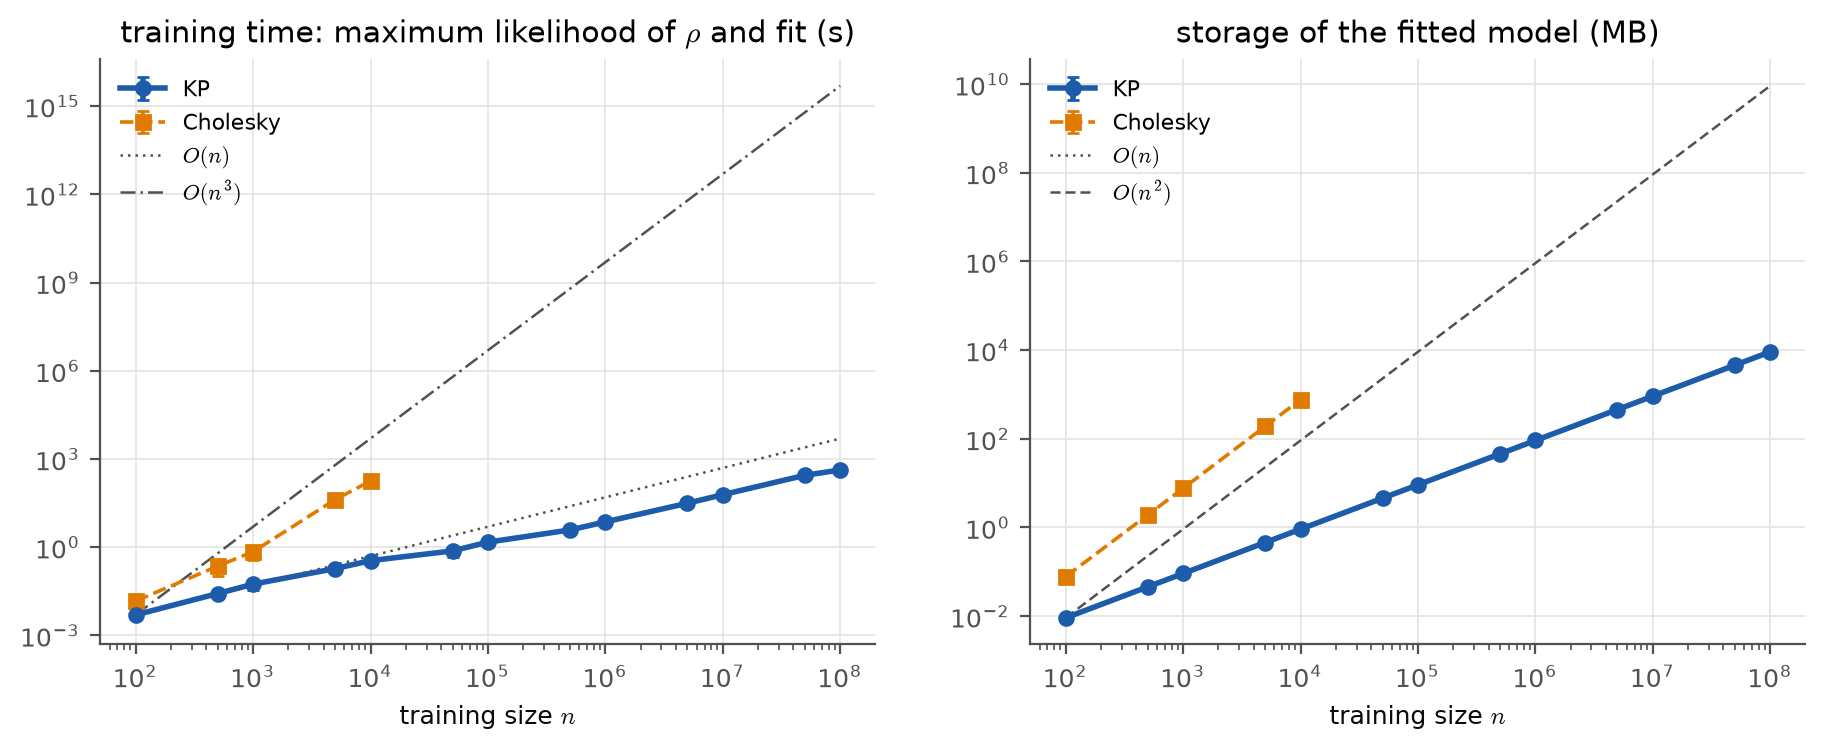 training time: maximum likelihood of ρ and fit (s)
KP
Cholesky
O(n)
O(n³)
10¹⁵
10¹²
10⁹
10⁶
10³
10⁰
10⁻³
10² 10³ 10⁴ 10⁵ 10⁶ 10⁷ 10⁸
training size n
storage of the fitted model (MB)
KP
Cholesky
O(n)
O(n²)
10¹⁰
10⁸
10⁶
10⁴
10²
10⁰
10⁻²
10² 10³ 10⁴ 10⁵ 10⁶ 10⁷ 10⁸
training size n